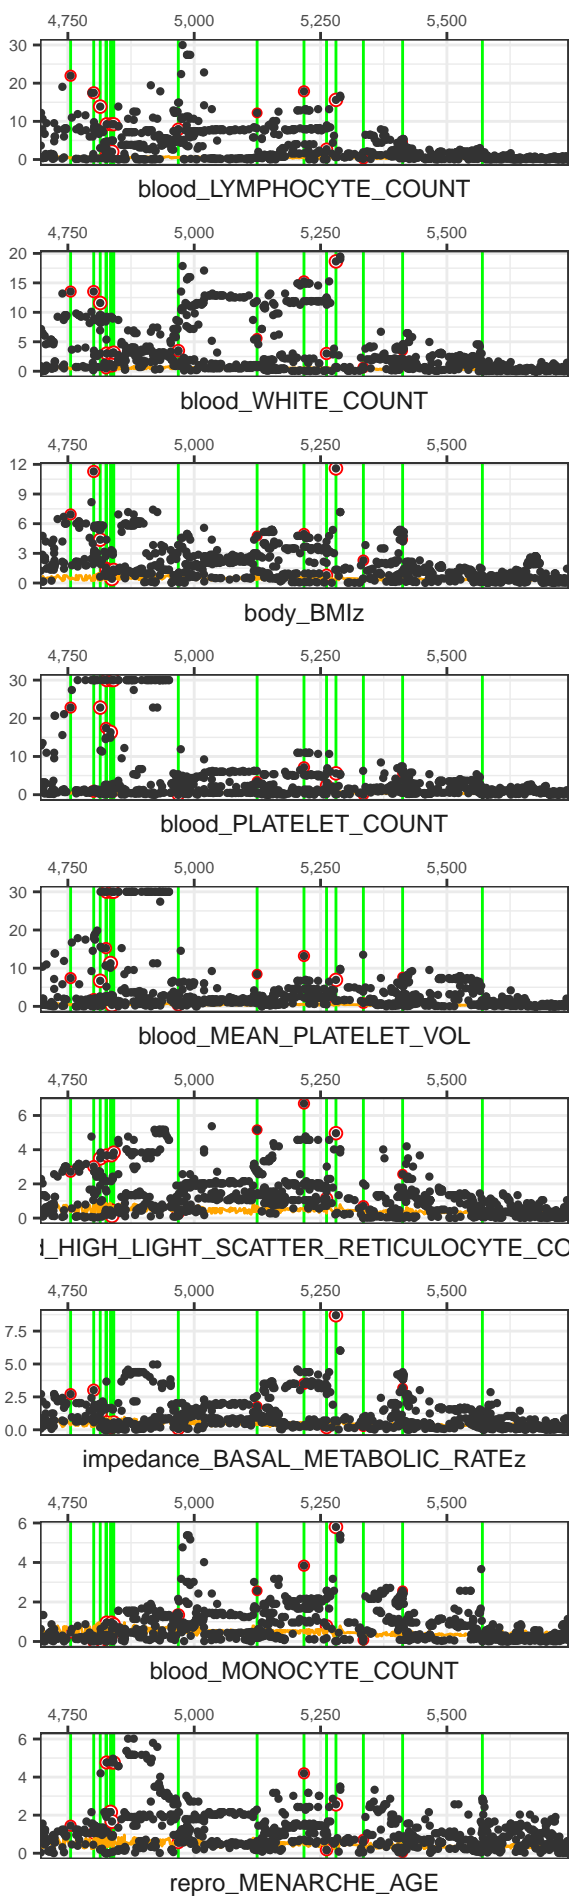 4,750 5,000 5,250 5,500
30
20
10
0
blood_LYMPHOCYTE_COUNT
4,750 5,000 5,250 5,500
20
15
10
5
0
blood_WHITE_COUNT
4,750 5,000 5,250 5,500
12
9
6
3
0
body_BMIz
4,750 5,000 5,250 5,500
30
20
10
0
blood_PLATELET_COUNT
4,750 5,000 5,250 5,500
30
20
10
0
blood_MEAN_PLATELET_VOL
4,750 5,000 5,250 5,500
6
4
2
0
_HIGH_LIGHT_SCATTER_RETICULOCYTE_CO
4,750 5,000 5,250 5,500
7.5
5.0
2.5
0.0
impedance_BASAL_METABOLIC_RATEz
4,750 5,000 5,250 5,500
6
4
2
0
blood_MONOCYTE_COUNT
4,750 5,000 5,250 5,500
6
4
2
0
repro_MENARCHE_AGE